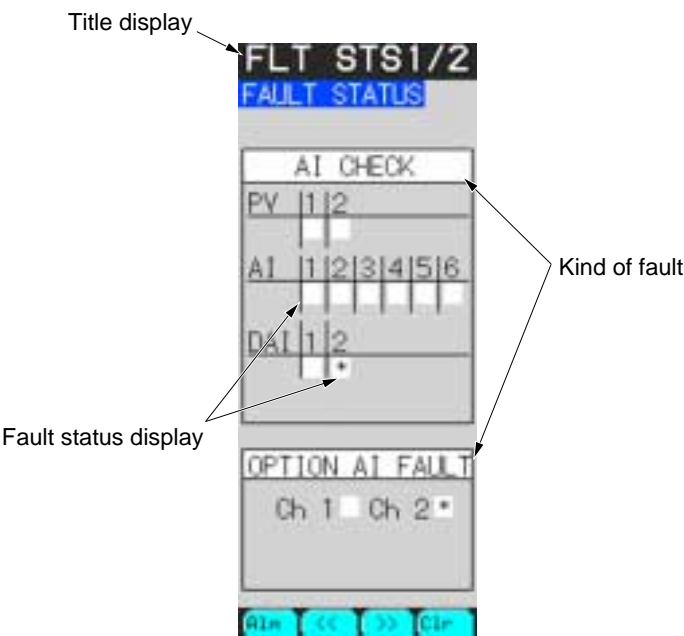 Title display
FLT STS1/2
FAULT STATUS
AI CHECK
PV 1 2
AI 1 2 3 4 5 6
Kind of fault
DAI 1 2
*
Fault status display
OPTION AI FAULT
Ch 1 Ch 2 *
Alm << >> Clr